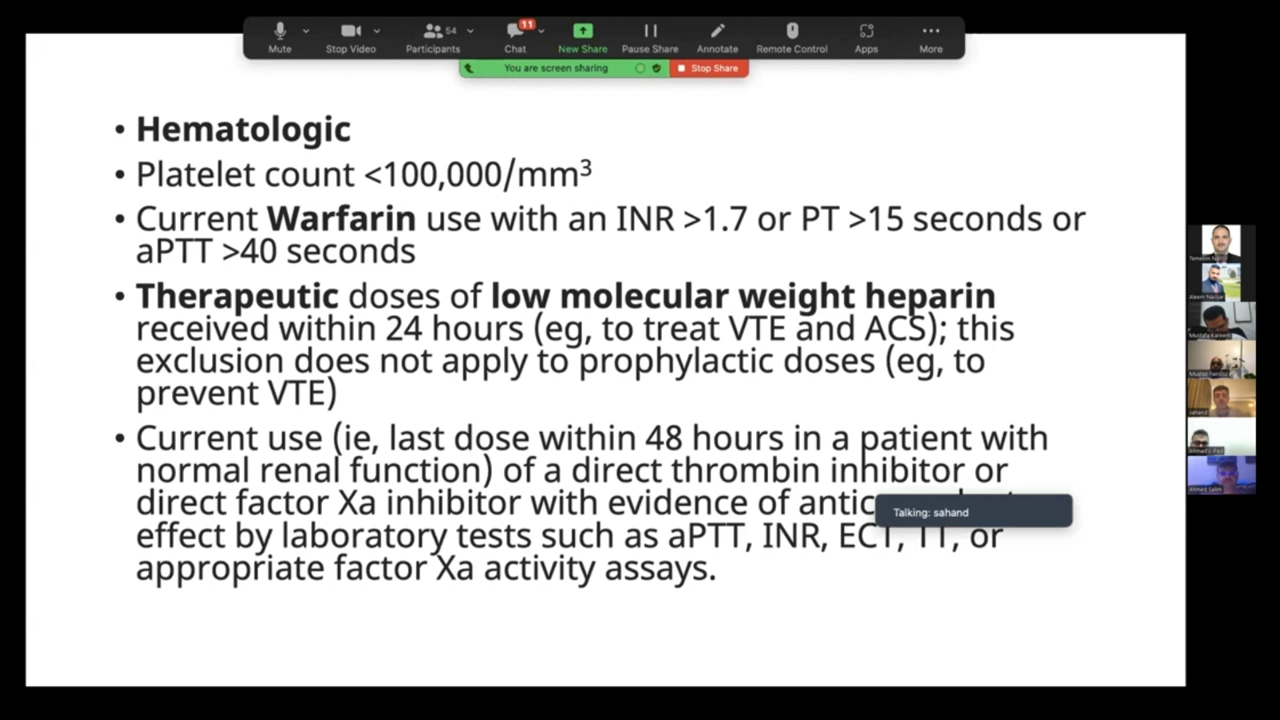 54
11
Mute
Stop Video
Participants
Chat
New Share
Pause Share
Annotate
Remote Control
Apps
More
You are screen sharing
Stop Share
• Hematologic
• Platelet count <100,000/mm³
• Current Warfarin use with an INR >1.7 or PT >15 seconds or
aPTT >40 seconds
• Therapeutic doses of low molecular weight heparin
received within 24 hours (eg, to treat VTE and ACS); this
exclusion does not apply to prophylactic doses (eg, to
prevent VTE)
• Current use (ie, last dose within 48 hours in a patient with
normal renal function) of a direct thrombin inhibitor or
direct factor Xa inhibitor with evidence of
Talking: sahand
effect by laboratory tests such as aPTT, INR, ECT, TT, or
appropriate factor Xa activity assays.
sahand
Ahmed Salim